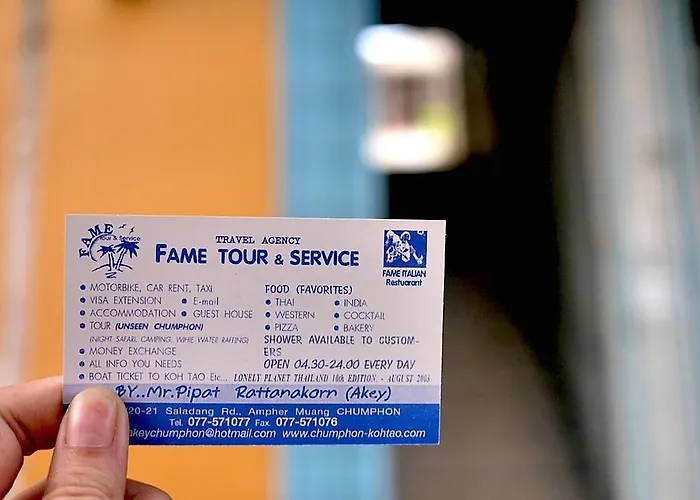 FAME
Tour & Service
TRAVEL AGENCY
FAME TOUR & SERVICE
FAME ITALIAN
Restuarant
MOTORBIKE, CAR RENT, TAXI
VISA EXTENSION • E-mail
ACCOMMODATION • GUEST HOUSE
TOUR (UNSEEN CHUMPHON)
(NIGHT SAFARI, CAMPING, WHIE WATER RAFFING)
MONEY EXCHANGE
ALL INFO YOU NEEDS
BOAT TICKET TO KOH TAO Etc...
FOOD (FAVORITES)
THAI • INDIA
WESTERN • COCKTAIL
PIZZA • BAKERY
SHOWER AVAILABLE TO CUSTOM-
ERS
OPEN 04.30-24.00 EVERY DAY
LONELY PLANET THAILAND 10th EDITION. - AUGUST 2003
BY..Mr.Pipat Rattanakorn (Akey)
20-21 Saladang Rd., Ampher Muang CHUMPHON
Tel. 077-571077 Fax. 077-571076
akeychumphon@hotmail.com www.chumphon-kohtao.com